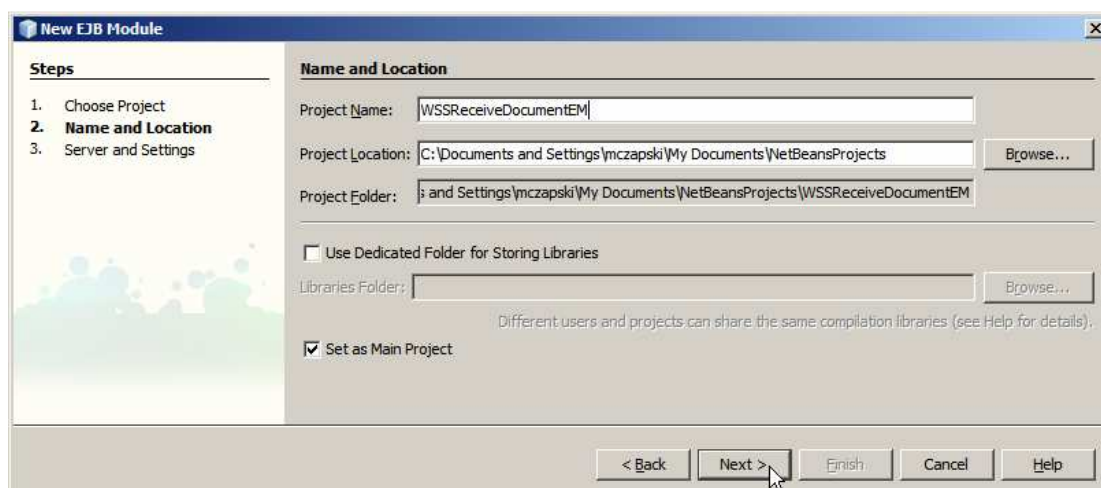 New EJB Module
Steps
1. Choose Project
2. Name and Location
3. Server and Settings
Name and Location
Project Name: WSSReceiveDocumentEM
Project Location: C:\Documents and Settings\mczapski\My Documents\NetBeansProjects Browse...
Project Folder: s and Settings\mczapski\My Documents\NetBeansProjects\WSSReceiveDocumentEM
Use Dedicated Folder for Storing Libraries
Libraries Folder: Browse...
Different users and projects can share the same compilation libraries (see Help for details).
Set as Main Project
< Back Next > Finish Cancel Help